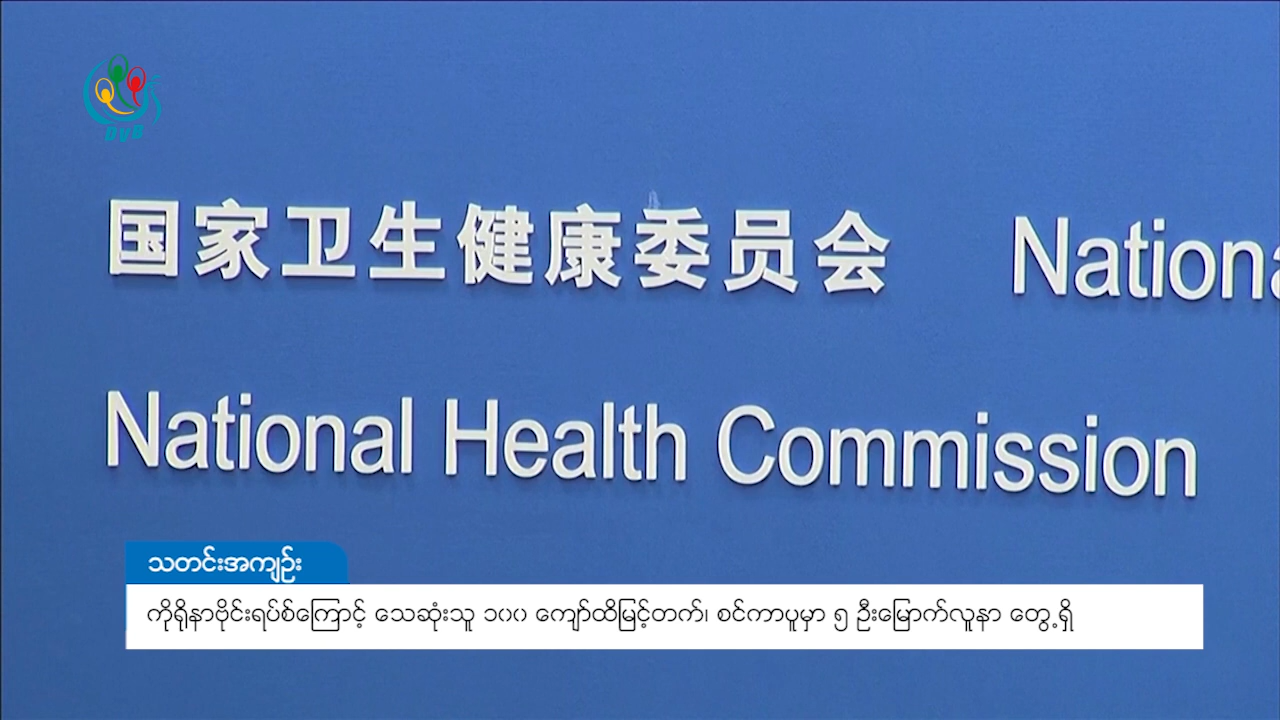 DVB
国家卫生健康委员会 Nationa
National Health Commission
သတင်းအကျဉ်း
ကိုရိုနာဗိုင်းရပ်စ်ကြောင့် သေဆုံးသူ ၁၀၀ ကျော်ထိမြင့်တက်၊ စင်ကာပူမှာ ၅ ဦးမြောက်လူနာ တွေ့ရှိ